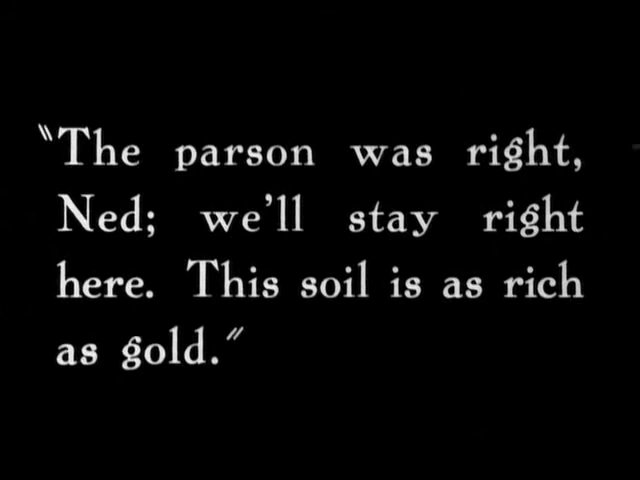 "The parson was right,
Ned; we'll stay right
here. This soil is as rich
as gold."